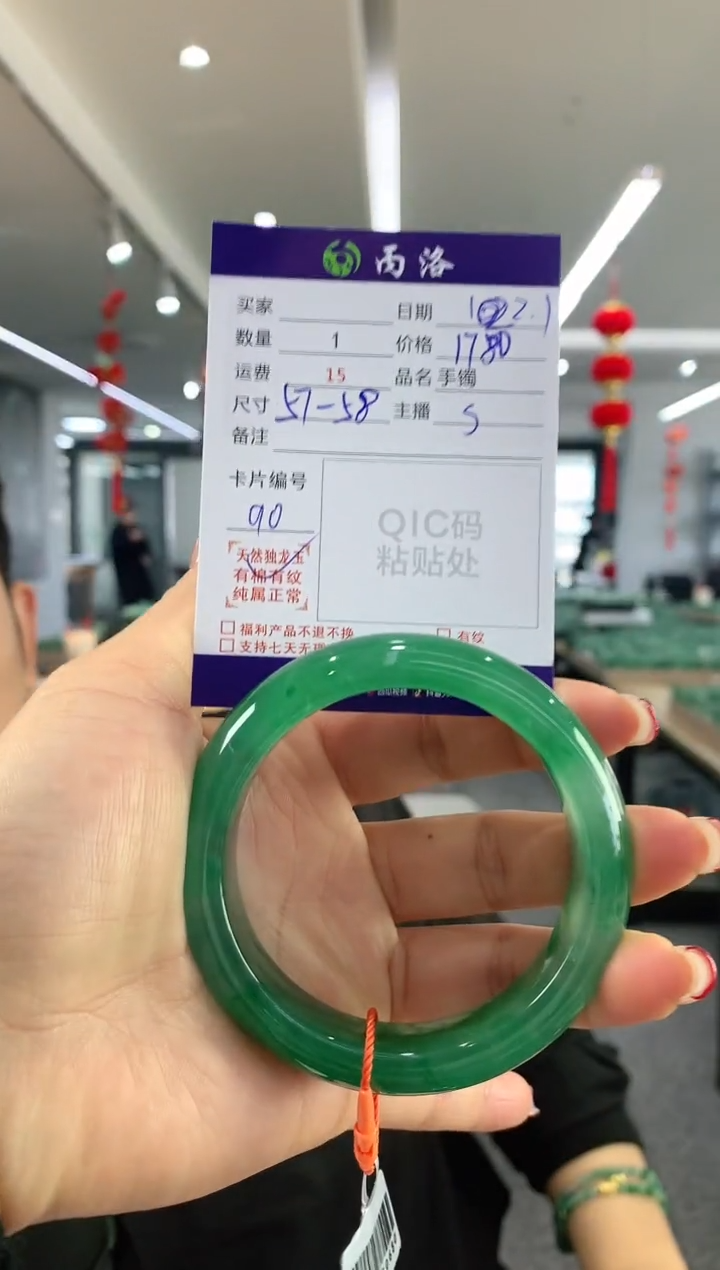 丙洛
买家 日期
数量 1 价格 1780
运费 15 品名 手镯
尺寸 57-58 主播 S
备注
卡片编号
90
QIC码
粘贴处
天然独龙玉
有棉有纹
纯属正常
福利产品不退不换 有纹
支持七天无理